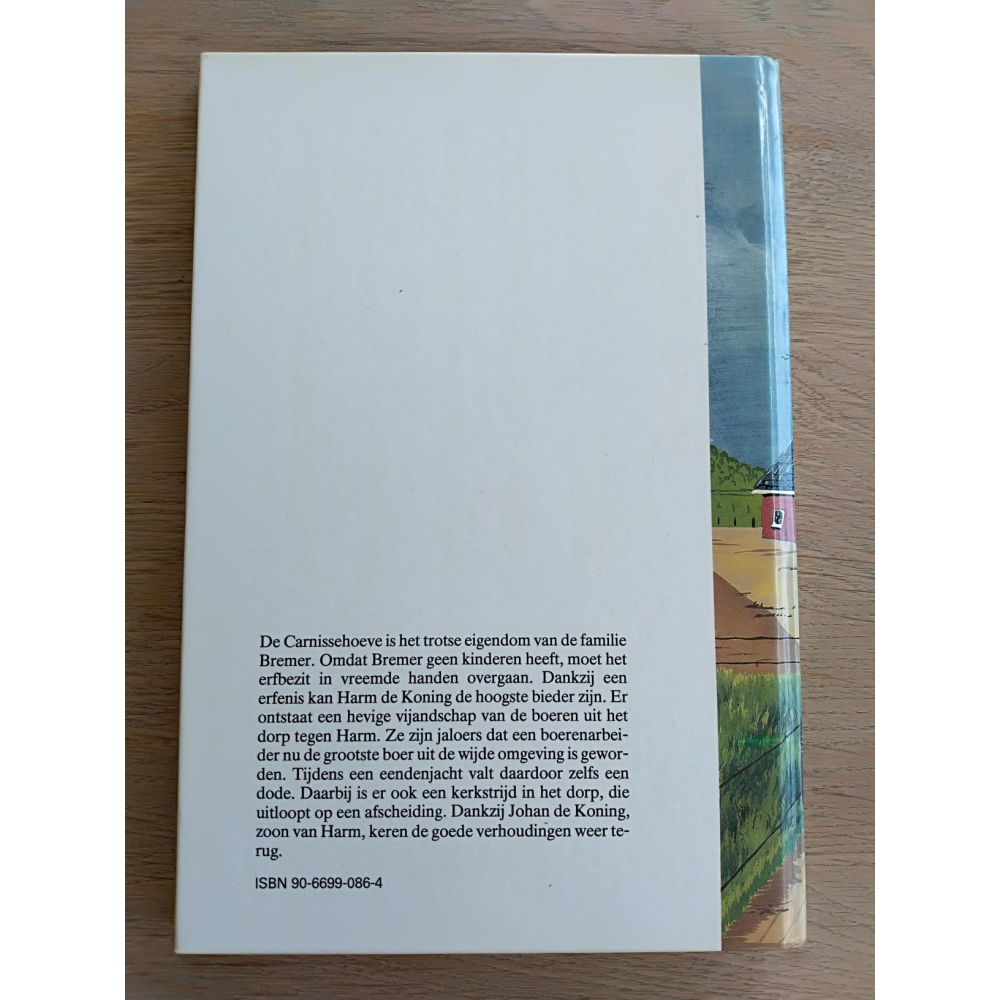 De Carnissehoeve is het trotse eigendom van de familie
Bremer. Omdat Bremer geen kinderen heeft, moet het
erfbezit in vreemde handen overgaan. Dankzij een
erfenis kan Harm de Koning de hoogste bieder zijn. Er
ontstaat een hevige vijandschap van de boeren uit het
dorp tegen Harm. Ze zijn jaloers dat een boerenarbei-
der nu de grootste boer uit de wijde omgeving is gewor-
den. Tijdens een eendenjacht valt daardoor zelfs een
dode. Daarbij is er ook een kerkstrijd in het dorp, die
uitloopt op een afscheiding. Dankzij Johan de Koning,
zoon van Harm, keren de goede verhoudingen weer te-
rug.
ISBN 90-6699-086-4